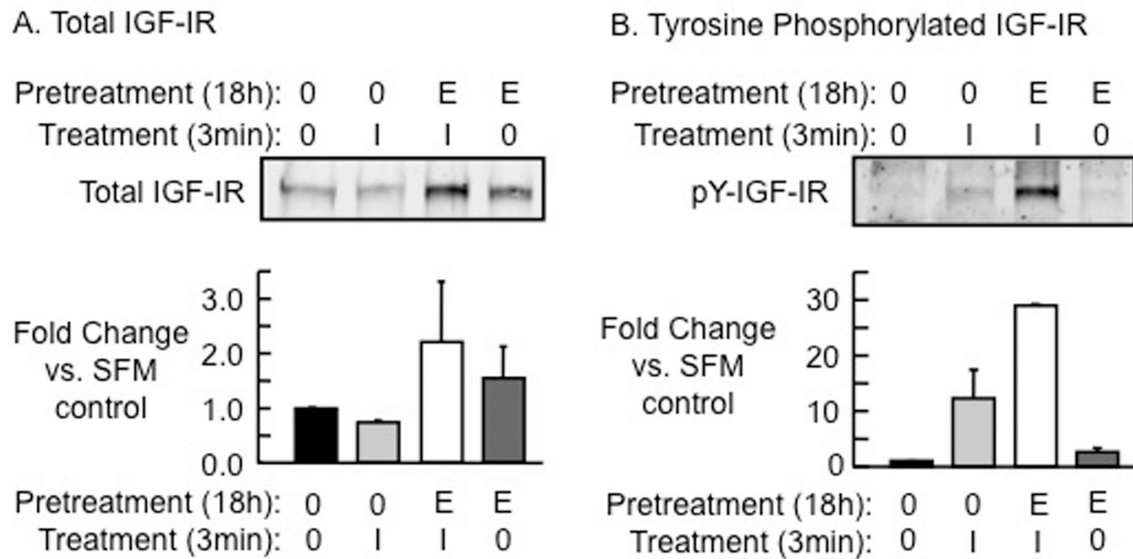 A. Total IGF-IR
Pretreatment (18h): 0 0 E E
Treatment (3min): 0 I I 0
Total IGF-IR
Fold Change
vs. SFM
control
3.0
2.0
1.0
0.0
Pretreatment (18h): 0 0 E E
Treatment (3min): 0 I I 0
B. Tyrosine Phosphorylated IGF-IR
Pretreatment (18h): 0 0 E E
Treatment (3min): 0 I I 0
pY-IGF-IR
Fold Change
vs. SFM
control
30
20
10
0
Pretreatment (18h): 0 0 E E
Treatment (3min): 0 I I 0